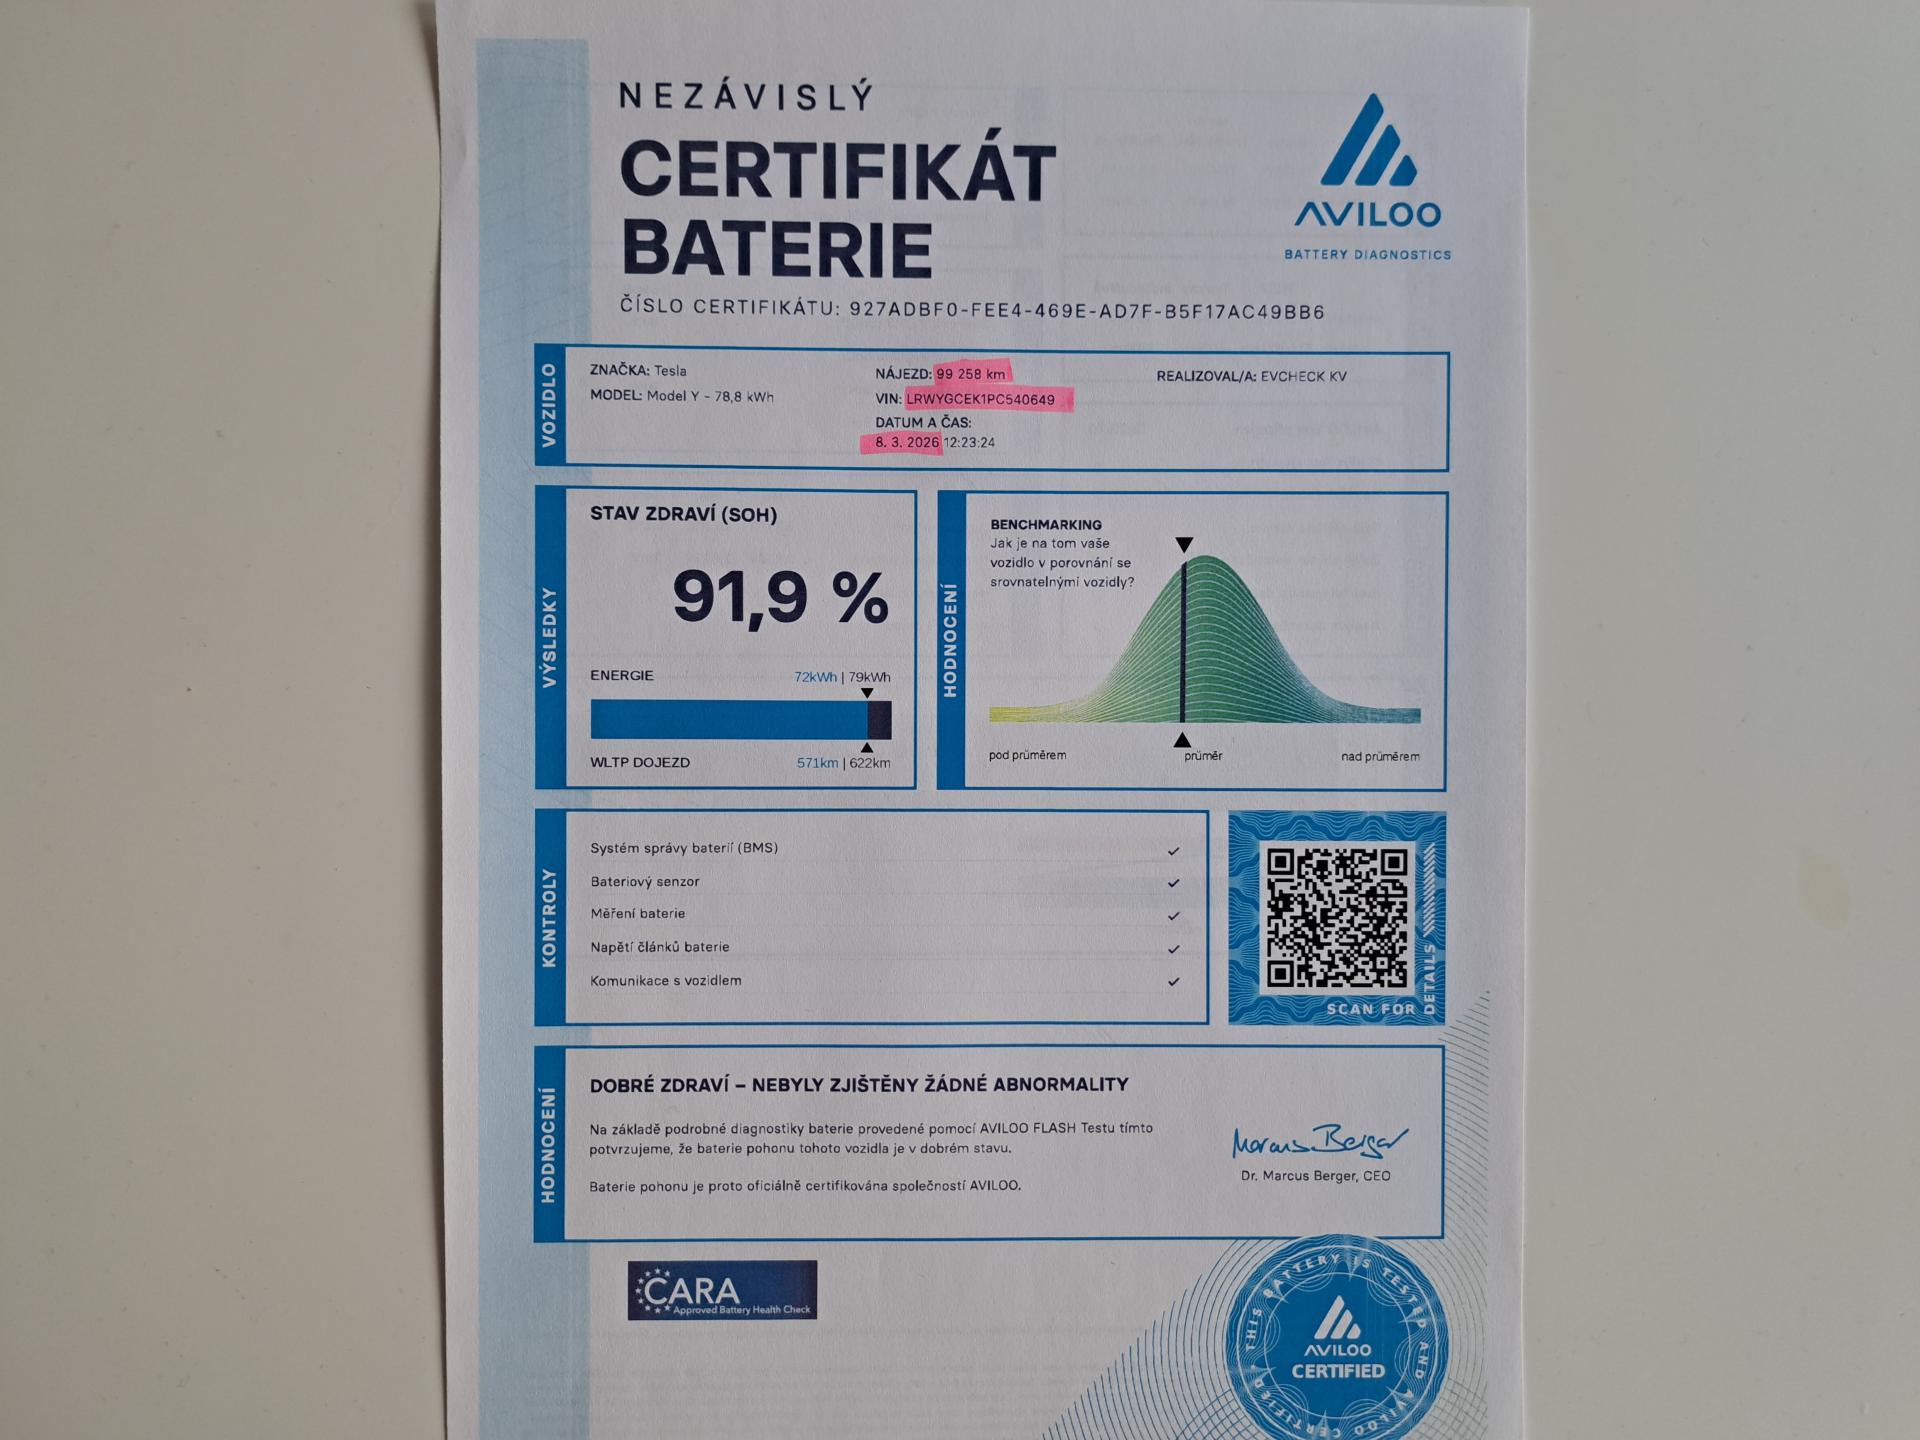 NEZÁVISLÝ
CERTIFIKÁT
BATERIE
ČÍSLO CERTIFIKÁTU: 927ADBF0-FEE4-469E-AD7F-B5F17AC49BB6
AVILOO
BATTERY DIAGNOSTICS
VOZIDLO
ZNAČKA: Tesla
MODEL: Model Y - 78,8 kWh
NÁJEZD: 99 258 km
VIN: LRWYGCEK1PC540649
DATUM A ČAS:
8. 3. 2026 12:23:24
REALIZOVAL/A: EVCHECK KV
VÝSLEDKY
STAV ZDRAVÍ (SOH)
91,9 %
ENERGIE 72kWh | 79kWh
WLTP DOJEZD 571km | 622km
HODNOCENÍ
BENCHMARKING
Jak je na tom vaše
vozidlo v porovnání se
srovnatelnými vozidly?
pod průměrem průměr nad průměrem
KONTROLY
Systém správy baterií (BMS)
Bateriový senzor
Měření baterie
Napětí článků baterie
Komunikace s vozidlem
SCAN FOR DETAILS
HODNOCENÍ
DOBRÉ ZDRAVÍ – NEBYLY ZJIŠTĚNY ŽÁDNÉ ABNORMALITY
Na základě podrobné diagnostiky baterie provedené pomocí AVILOO FLASH Testu tímto
potvrzujeme, že baterie pohonu tohoto vozidla je v dobrém stavu.
Baterie pohonu je proto oficiálně certifikována společností AVILOO.
Marcus Berger
Dr. Marcus Berger, CEO
CARA
Approved Battery Health Check
THIS BATTERY IS TESTED AND AVILOO CERTIFIED
AVILOO
CERTIFIED